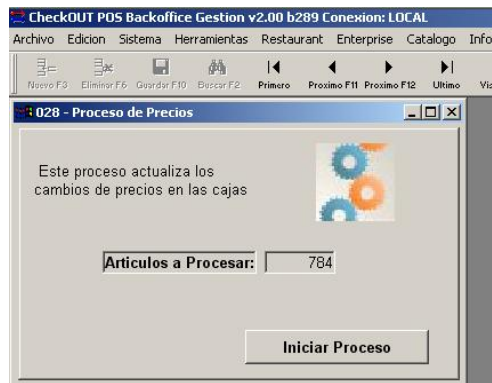 CheckOUT POS Backoffice Gestion v2.00 b289 Conexion: LOCAL
Archivo Edicion Sistema Herramientas Restaurant Enterprise Catalogo Info
Nuevo F3 Eliminar F6 Guardar F10 Buscar F2 Primero Proximo F11 Proximo F12 Ultimo Vis
028 - Proceso de Precios
Este proceso actualiza los
cambios de precios en las cajas
Articulos a Procesar: 784
Iniciar Proceso